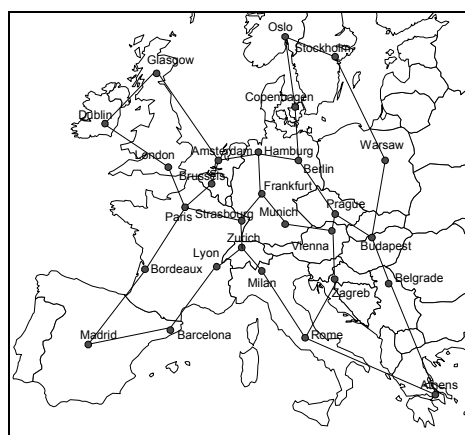 Oslo
Stockholm
Glasgow
Copenhagen
Dublin
Amsterdam
Hamburg
Warsaw
London
Berlin
Brussels
Frankfurt
Paris
Strasbourg
Munich
Prague
Zurich
Vienna
Budapest
Lyon
Bordeaux
Milan
Zagreb
Belgrade
Madrid
Barcelona
Rome
Athens